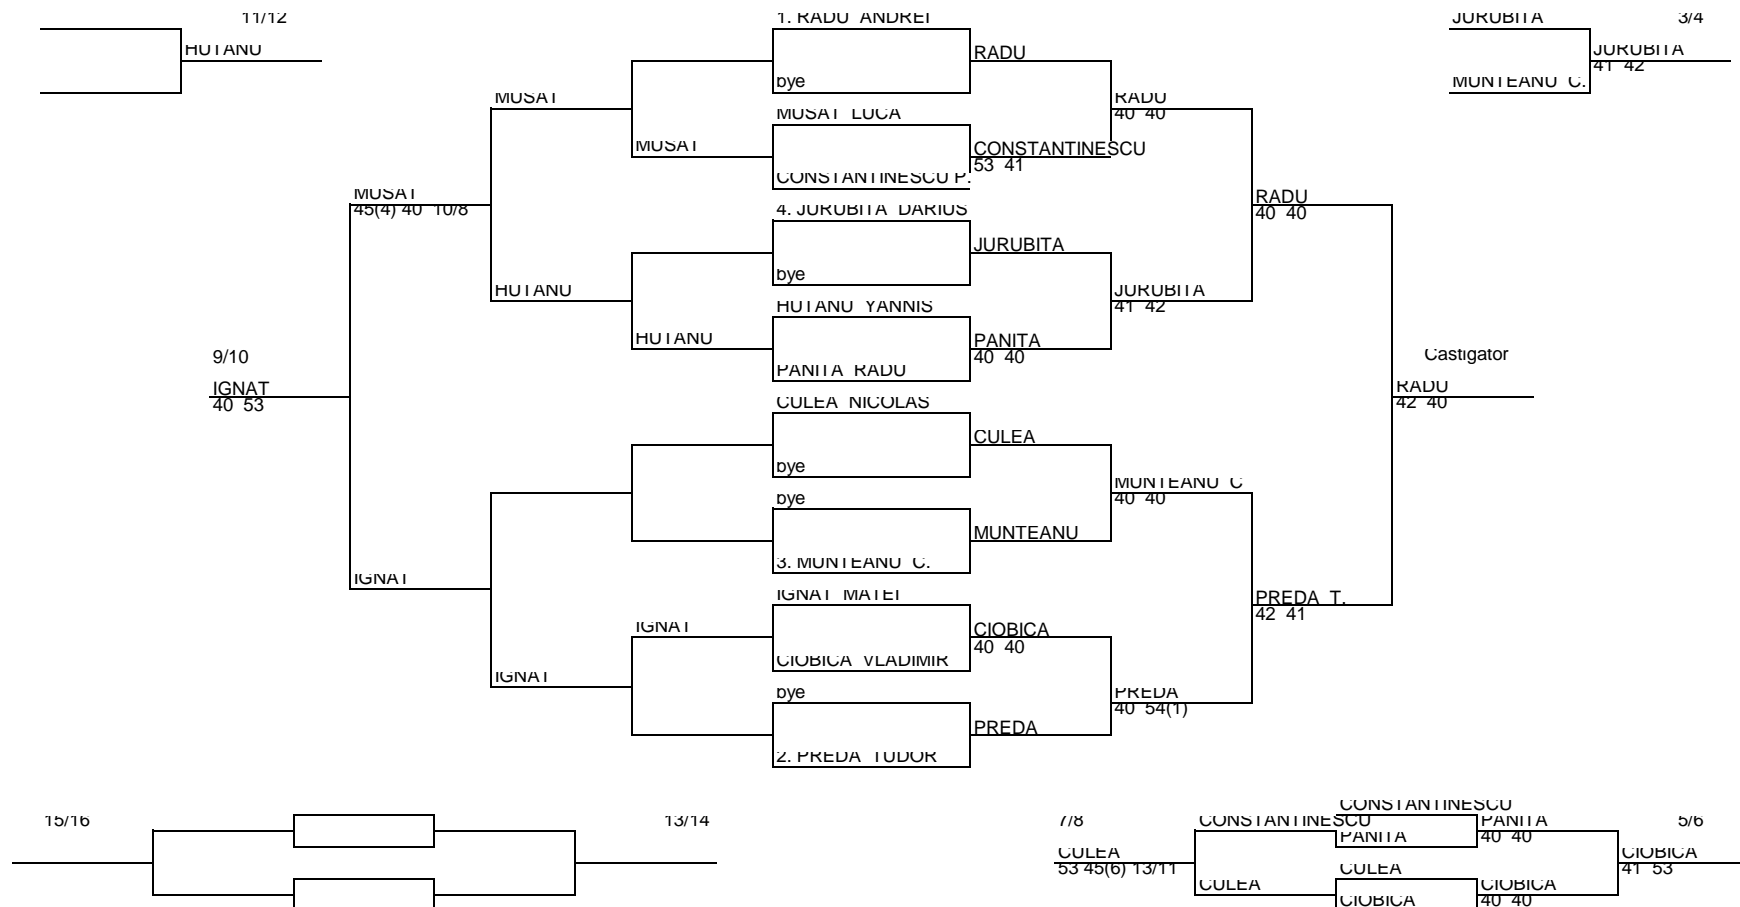 11/12
HUTANU
MUSAT
MUSAT
45(4) 40 10/8
HUTANU
9/10
IGNAT
40 53
IGNAT
IGNAT
MUSAT
HUTANU
IGNAT
1. RADU ANDREI
bye
MUSAT LUCA
CONSTANTINESCU P.
4. JURUBITA DARIUS
bye
HUTANU YANNIS
PANITA RADU
CULEA NICOLAS
bye
bye
3. MUNTEANU C.
IGNAT MATEI
CIOBICA VLADIMIR
bye
2. PREDA TUDOR
RADU
CONSTANTINESCU
53 41
JURUBITA
PANITA
40 40
CULEA
MUNTEANU
CIOBICA
40 40
PREDA
RADU
40 40
JURUBITA
41 42
MUNTEANU C
40 40
PREDA
40 54(1)
RADU
40 40
PREDA T.
42 41
Castigator
RADU
42 40
JURUBITA
3/4
JURUBITA
41 42
MUNTEANU C.
15/16
13/14
7/8
CULEA
53 45(6) 13/11
CONSTANTINESCU
CULEA
CONSTANTINESCU
PANITA
CULEA
CIOBICA
PANITA
40 40
CIOBICA
40 40
5/6
CIOBICA
41 53